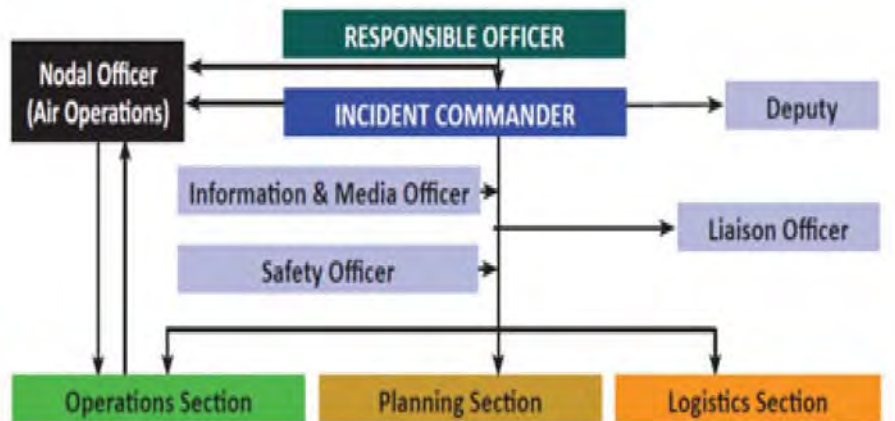 RESPONSIBLE OFFICER
Nodal Officer
(Air Operations)
INCIDENT COMMANDER
Deputy
Information & Media Officer
Liaison Officer
Safety Officer
Operations Section
Planning Section
Logistics Section